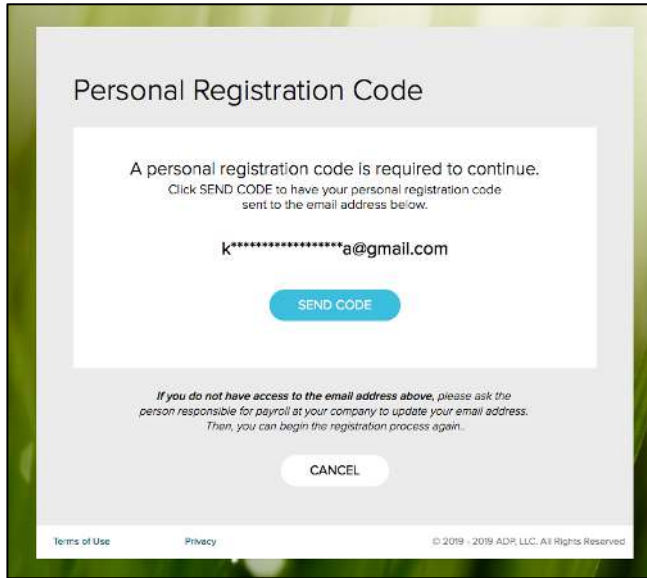 Personal Registration Code
A personal registration code is required to continue.
Click SEND CODE to have your personal registration code
sent to the email address below.
k******************a@gmail.com
SEND CODE
If you do not have access to the email address above, please ask the
person responsible for payroll at your company to update your email address.
Then, you can begin the registration process again..
CANCEL
Terms of Use Privacy © 2019 - 2019 ADP, LLC. All Rights Reserved